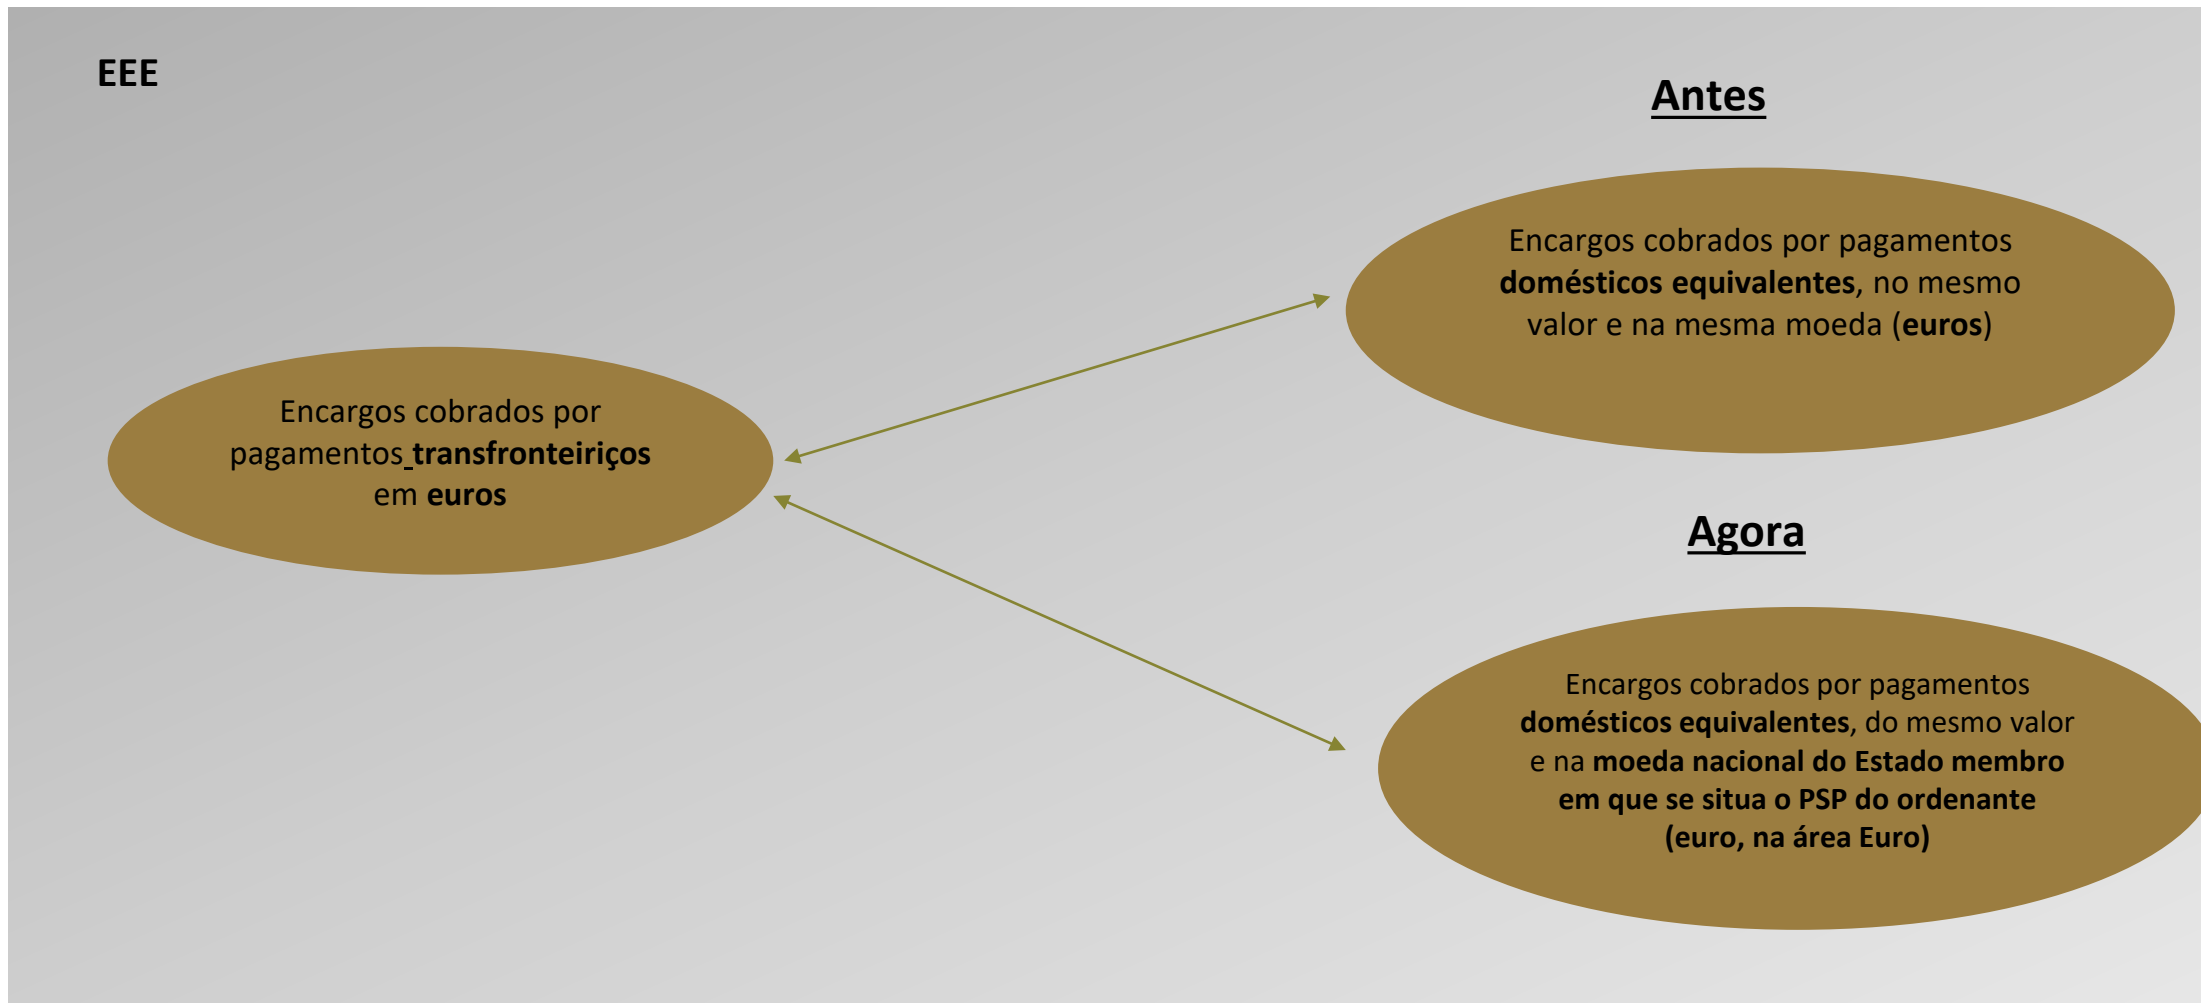 EEE
Antes
Encargos cobrados por pagamentos
domésticos equivalentes, no mesmo
valor e na mesma moeda (euros)
Encargos cobrados por
pagamentos transfronteiriços
em euros
Agora
Encargos cobrados por pagamentos
domésticos equivalentes, do mesmo valor
e na moeda nacional do Estado membro
em que se situa o PSP do ordenante
(euro, na área Euro)